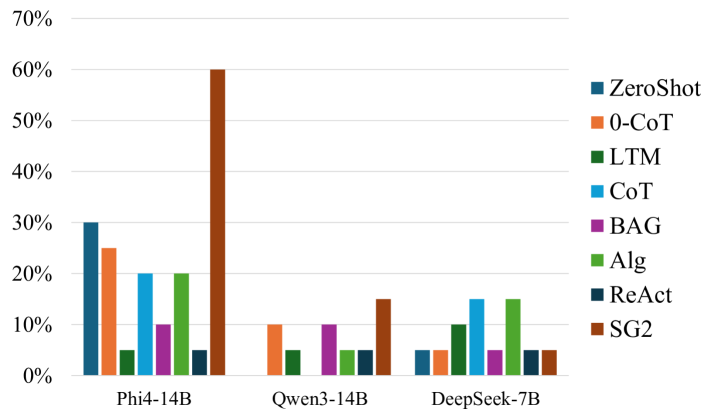 70%
60%
50%
40%
30%
20%
10%
0%
Phi4-14B
Qwen3-14B
DeepSeek-7B
ZeroShot
0-CoT
LTM
CoT
BAG
Alg
ReAct
SG2